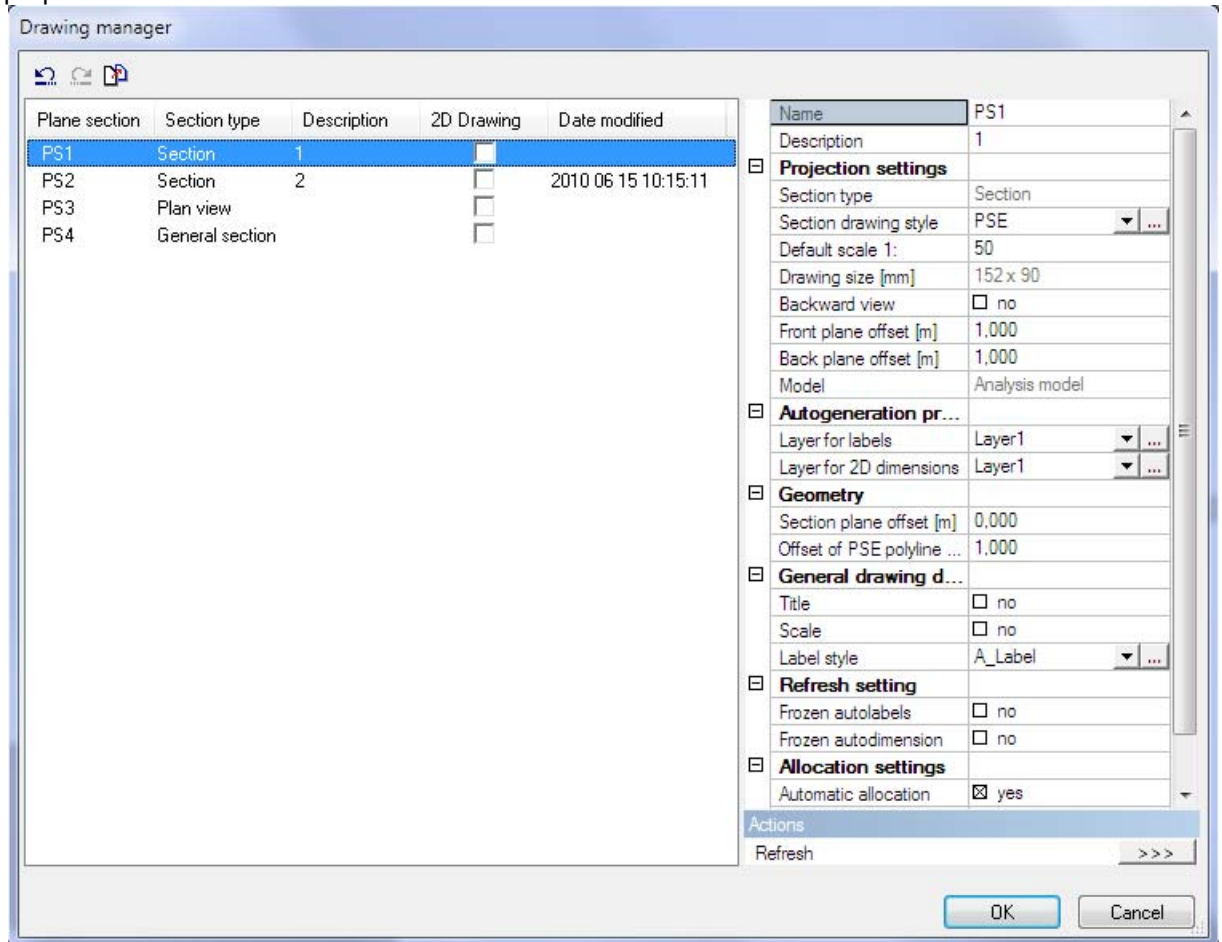 Drawing manager
Plane section Section type Description 2D Drawing Date modified
PS1 Section 1
PS2 Section 2 2010 06 15 10:15:11
PS3 Plan view
PS4 General section
Name PS1
Description 1
Projection settings
Section type Section
Section drawing style PSE ...
Default scale 1: 50
Drawing size [mm] 152 x 90
Backward view no
Front plane offset [m] 1,000
Back plane offset [m] 1,000
Model Analysis model
Autogeneration pr...
Layer for labels Layer1 ...
Layer for 2D dimensions Layer1 ...
Geometry
Section plane offset [m] 0,000
Offset of PSE polyline ... 1,000
General drawing d...
Title no
Scale no
Label style A_Label ...
Refresh setting
Frozen autolabels no
Frozen autodimension no
Allocation settings
Automatic allocation yes
Actions
Refresh >>>
OK Cancel